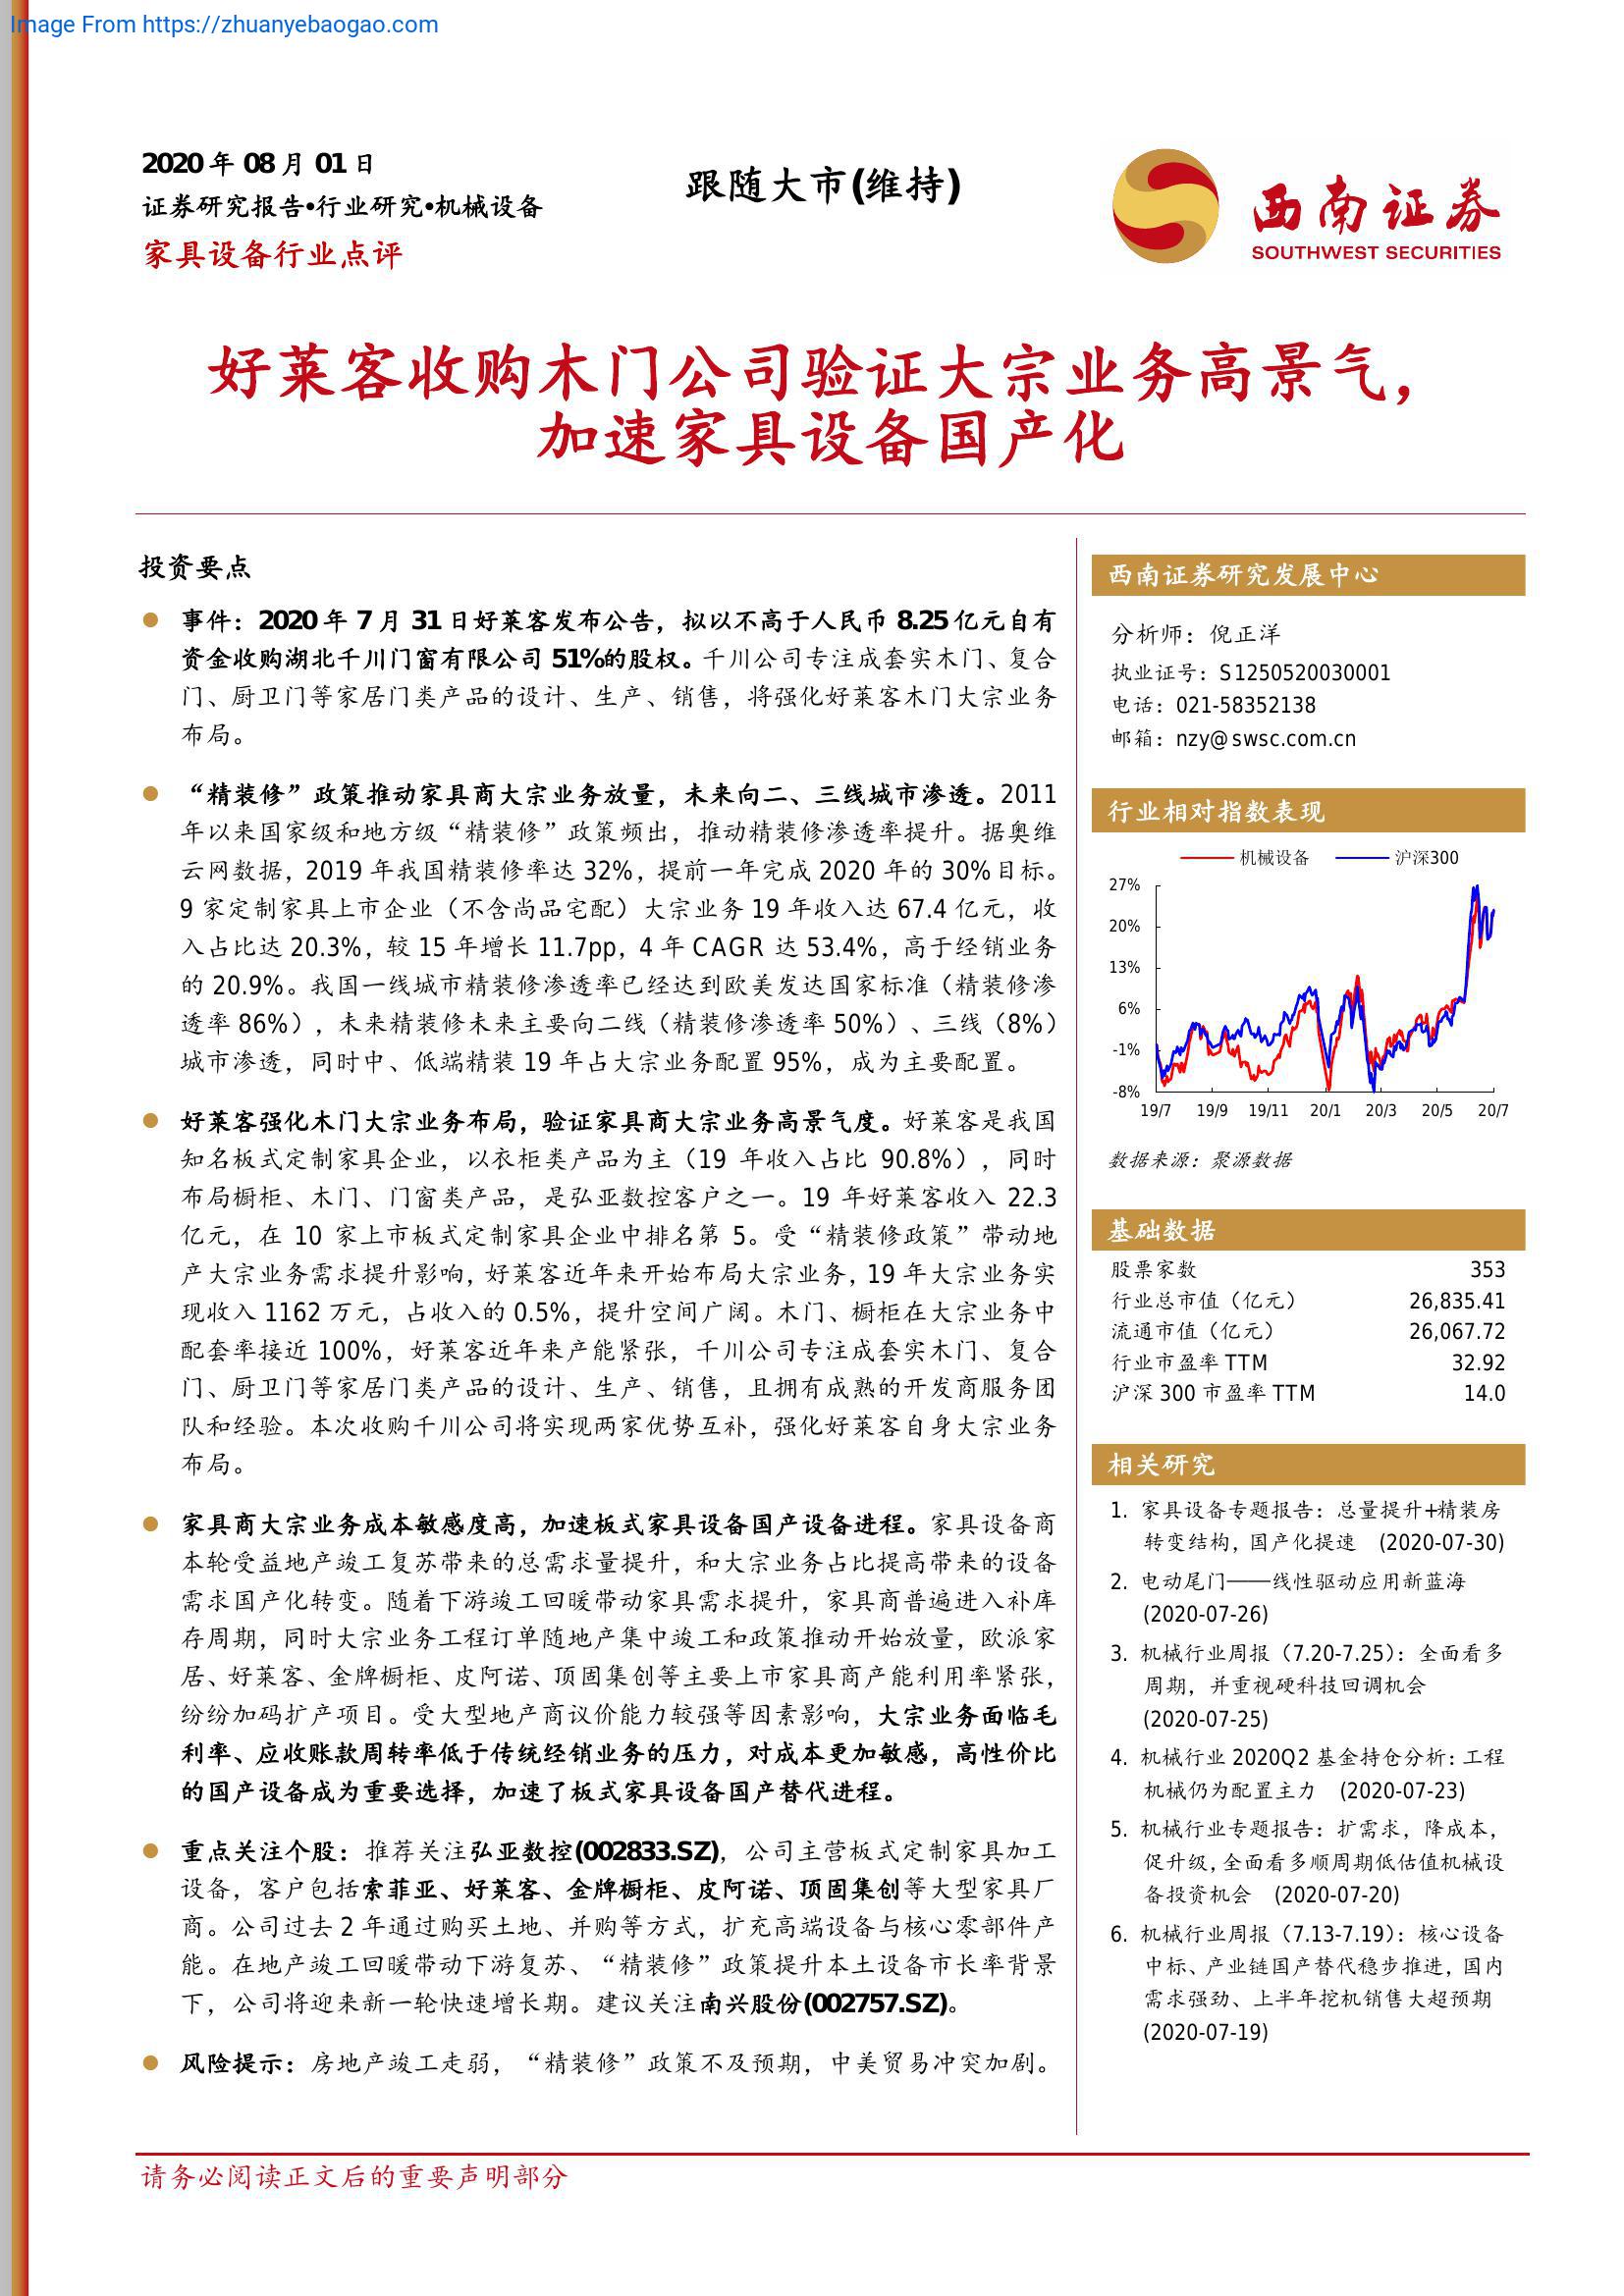 Image From https://zhuanyebaogao.com
2020 年 08 月 01 日
证券研究报告•行业研究•机械设备
家具设备行业点评
跟随大市(维持)
西南证券
SOUTHWEST SECURITIES
好莱客收购木门公司验证大宗业务高景气，
加速家具设备国产化
投资要点
事件：2020 年 7 月 31 日好莱客发布公告，拟以不高于人民币 8.25 亿元自有
资金收购湖北千川门窗有限公司 51%的股权。千川公司专注成套实木门、复合
门、厨卫门等家居门类产品的设计、生产、销售，将强化好莱客木门大宗业务
布局。
“精装修”政策推动家具商大宗业务放量，未来向二、三线城市渗透。2011
年以来国家级和地方级“精装修”政策频出，推动精装修渗透率提升。据奥维
云网数据，2019 年我国精装修率达 32%，提前一年完成 2020 年的 30%目标。
9 家定制家具上市企业（不含尚品宅配）大宗业务 19 年收入达 67.4 亿元，收
入占比达 20.3%，较 15 年增长 11.7pp，4 年 CAGR 达 53.4%，高于经销业务
的 20.9%。我国一线城市精装修渗透率已经达到欧美发达国家标准（精装修渗
透率 86%），未来精装修未来主要向二线（精装修渗透率 50%）、三线（8%）
城市渗透，同时中、低端精装 19 年占大宗业务配置 95%，成为主要配置。
好莱客强化木门大宗业务布局，验证家具商大宗业务高景气度。好莱客是我国
知名板式定制家具企业，以衣柜类产品为主（19 年收入占比 90.8%），同时
布局橱柜、木门、门窗类产品，是弘亚数控客户之一。19 年好莱客收入 22.3
亿元，在 10 家上市板式定制家具企业中排名第 5。受“精装修政策”带动地
产大宗业务需求提升影响，好莱客近年来开始布局大宗业务，19 年大宗业务实
现收入 1162 万元，占收入的 0.5%，提升空间广阔。木门、橱柜在大宗业务中
配套率接近 100%，好莱客近年来产能紧张，千川公司专注成套实木门、复合
门、厨卫门等家居门类产品的设计、生产、销售，且拥有成熟的开发商服务团
队和经验。本次收购千川公司将实现两家优势互补，强化好莱客自身大宗业务
布局。
家具商大宗业务成本敏感度高，加速板式家具设备国产设备进程。家具设备商
本轮受益地产竣工复苏带来的总需求量提升，和大宗业务占比提高带来的设备
需求国产化转变。随着下游竣工回暖带动家具需求提升，家具商普遍进入补库
存周期，同时大宗业务工程订单随地产集中竣工和政策推动开始放量，欧派家
居、好莱客、金牌橱柜、皮阿诺、顶固集创等主要上市家具商产能利用率紧张，
纷纷加码扩产项目。受大型地产商议价能力较强等因素影响，大宗业务面临毛
利率、应收账款周转率低于传统经销业务的压力，对成本更加敏感，高性价比
的国产设备成为重要选择，加速了板式家具设备国产替代进程。
重点关注个股：推荐关注弘亚数控(002833.SZ)，公司主营板式定制家具加工
设备，客户包括索菲亚、好莱客、金牌橱柜、皮阿诺、顶固集创等大型家具厂
商。公司过去 2 年通过购买土地、并购等方式，扩充高端设备与核心零部件产
能。在地产竣工回暖带动下游复苏、“精装修”政策提升本土设备市长率背景
下，公司将迎来新一轮快速增长期。建议关注南兴股份(002757.SZ)。
风险提示：房地产竣工走弱，“精装修”政策不及预期，中美贸易冲突加剧。
西南证券研究发展中心
分析师：倪正洋
执业证号：S1250520030001
电话：021-58352138
邮箱：nzy@swsc.com.cn
行业相对指数表现
机械设备 沪深300
27%
20%
13%
6%
-1%
-8%
19/7 19/9 19/11 20/1 20/3 20/5 20/7
数据来源：聚源数据
基础数据
股票家数 353
行业总市值（亿元） 26,835.41
流通市值（亿元） 26,067.72
行业市盈率 TTM 32.92
沪深 300 市盈率 TTM 14.0
相关研究
1. 家具设备专题报告：总量提升+精装房
转变结构，国产化提速 (2020-07-30)
2. 电动尾门——线性驱动应用新蓝海
(2020-07-26)
3. 机械行业周报（7.20-7.25）：全面看多
周期，并重视硬科技回调机会
(2020-07-25)
4. 机械行业 2020Q2 基金持仓分析：工程
机械仍为配置主力 (2020-07-23)
5. 机械行业专题报告：扩需求，降成本，
促升级，全面看多顺周期低估值机械设
备投资机会 (2020-07-20)
6. 机械行业周报（7.13-7.19）：核心设备
中标、产业链国产替代稳步推进，国内
需求强劲、上半年挖机销售大超预期
(2020-07-19)
请务必阅读正文后的重要声明部分